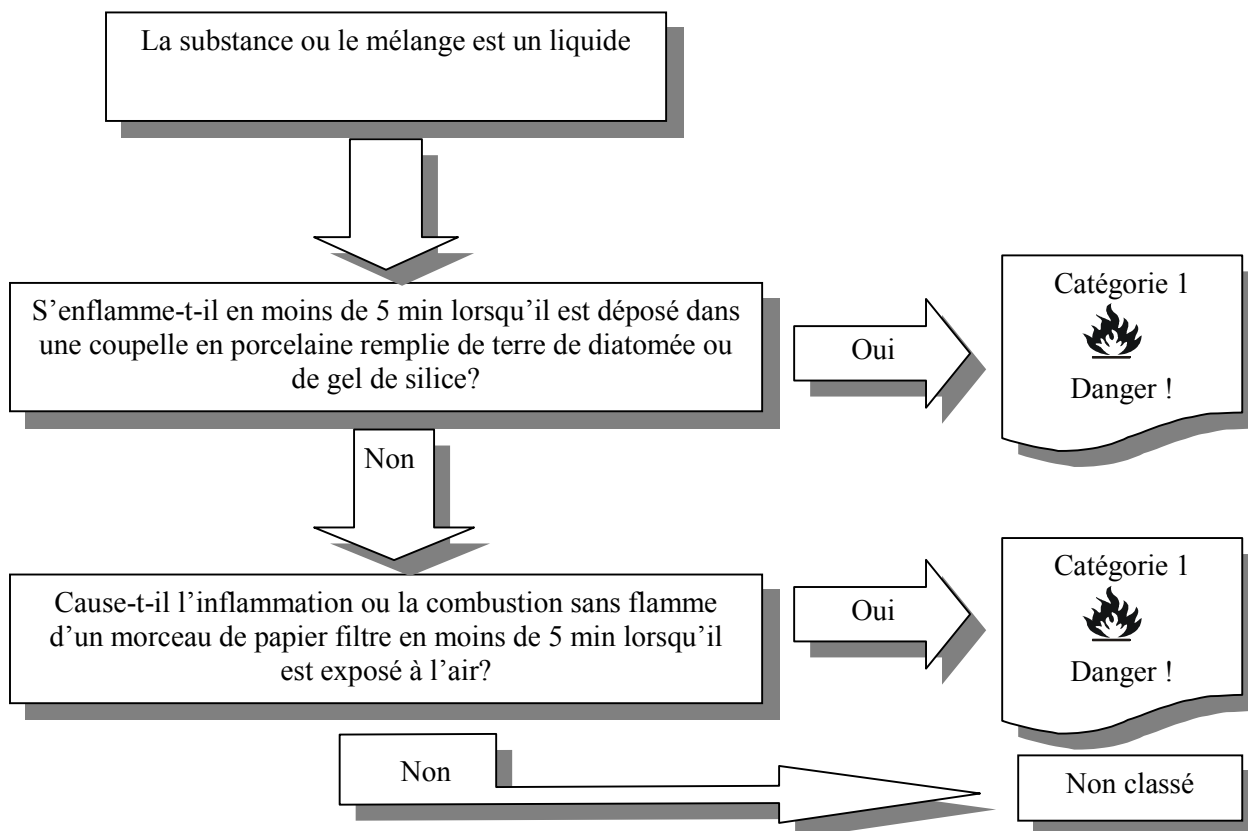 La substance ou le mélange est un liquide
S’enflamme-t-il en moins de 5 min lorsqu’il est déposé dans
une coupelle en porcelaine remplie de terre de diatomée ou
de gel de silice?
Oui
Catégorie 1
Danger !
Non
Cause-t-il l’inflammation ou la combustion sans flamme
d’un morceau de papier filtre en moins de 5 min lorsqu’il
est exposé à l’air?
Oui
Catégorie 1
Danger !
Non
Non classé